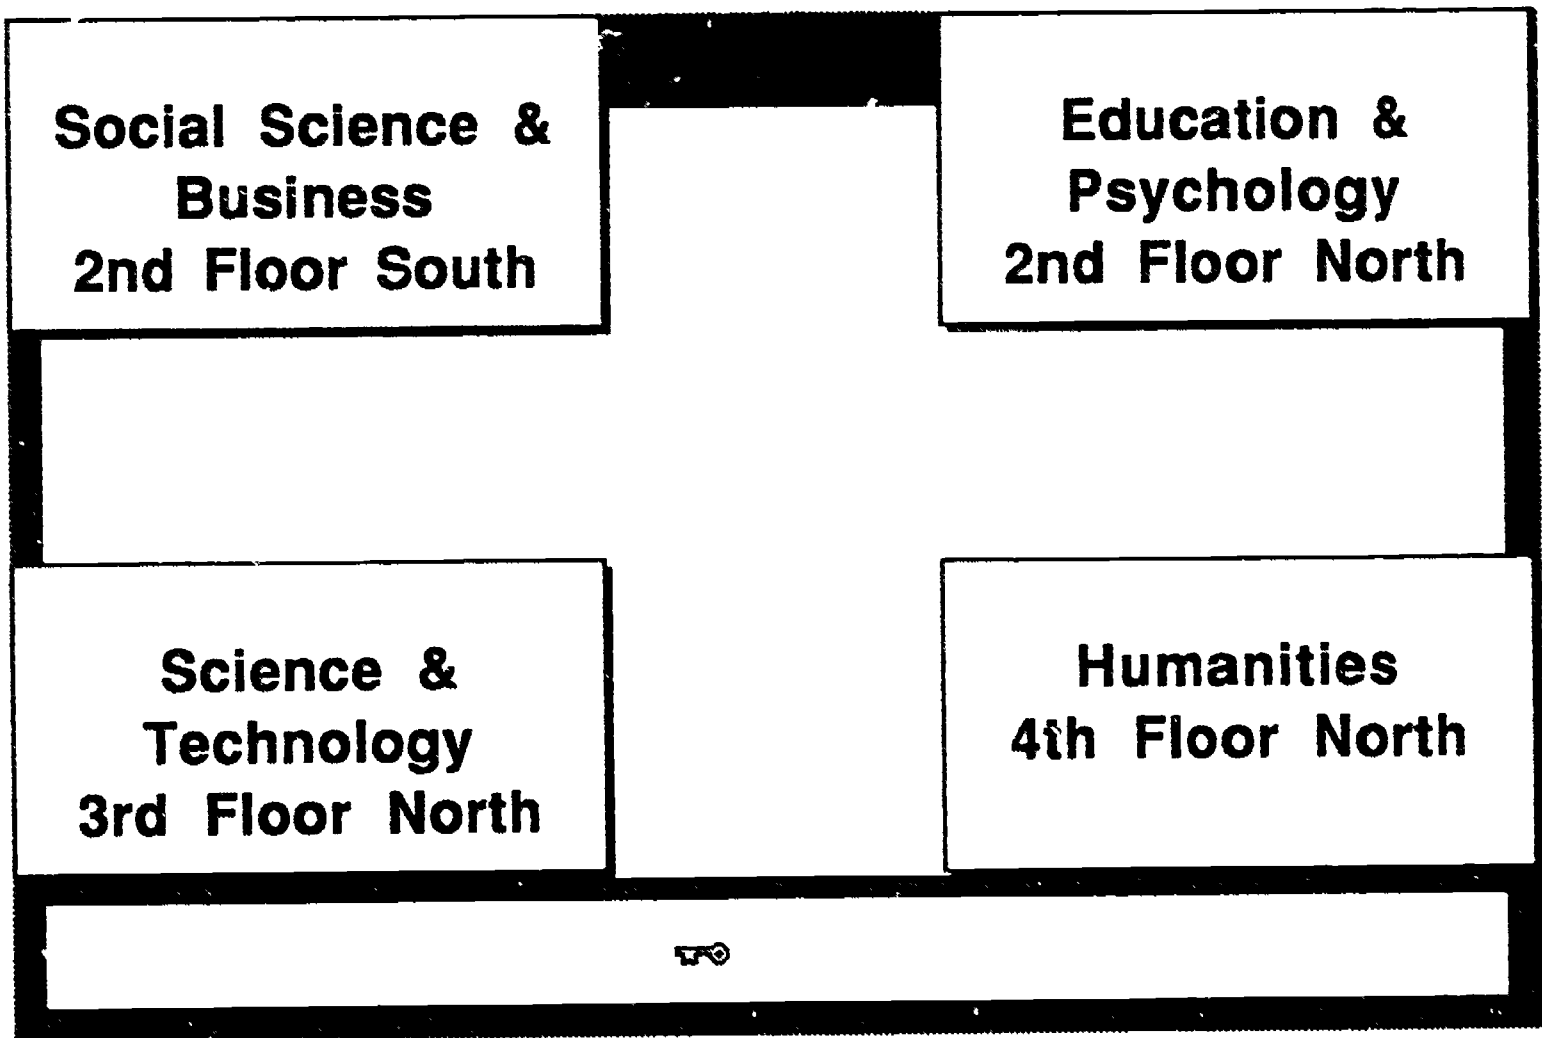 Social Science &
Business
2nd Floor South
Education &
Psychology
2nd Floor North
Science &
Technology
3rd Floor North
Humanities
4th Floor North